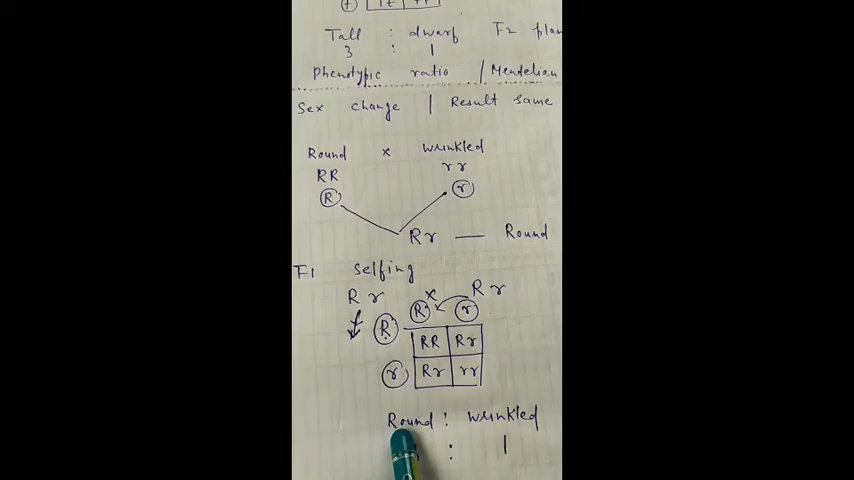 Tall : dwarf F2 plan
3 : 1
Phenotypic ratio / Mendelian
Sex change | Result same
Round x wrinkled
RR rr
R r
Rr — Round
F1 selfing
Rr x Rr
R r
R RR Rr
r Rr rr
Round : wrinkled
: 1